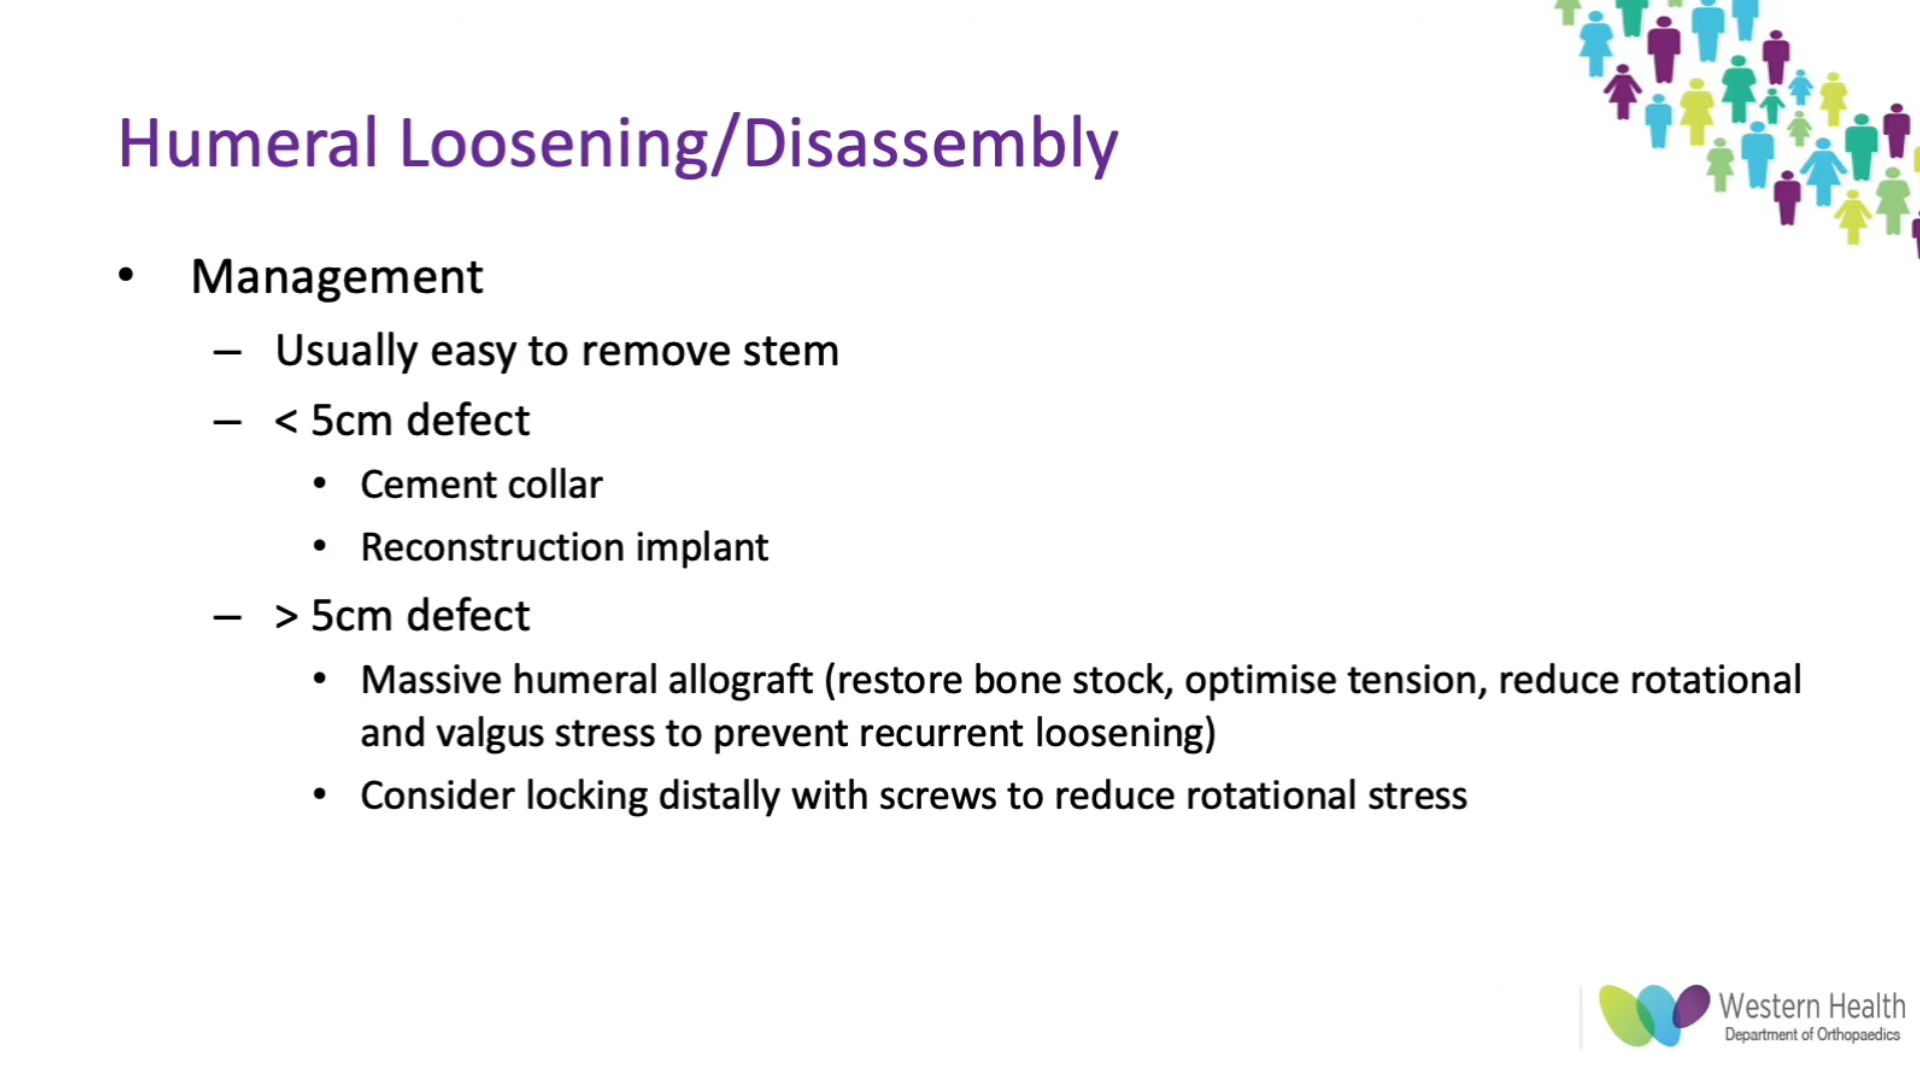 Humeral Loosening/Disassembly
• Management
– Usually easy to remove stem
– < 5cm defect
• Cement collar
• Reconstruction implant
– > 5cm defect
• Massive humeral allograft (restore bone stock, optimise tension, reduce rotational
and valgus stress to prevent recurrent loosening)
• Consider locking distally with screws to reduce rotational stress
Western Health
Department of Orthopaedics